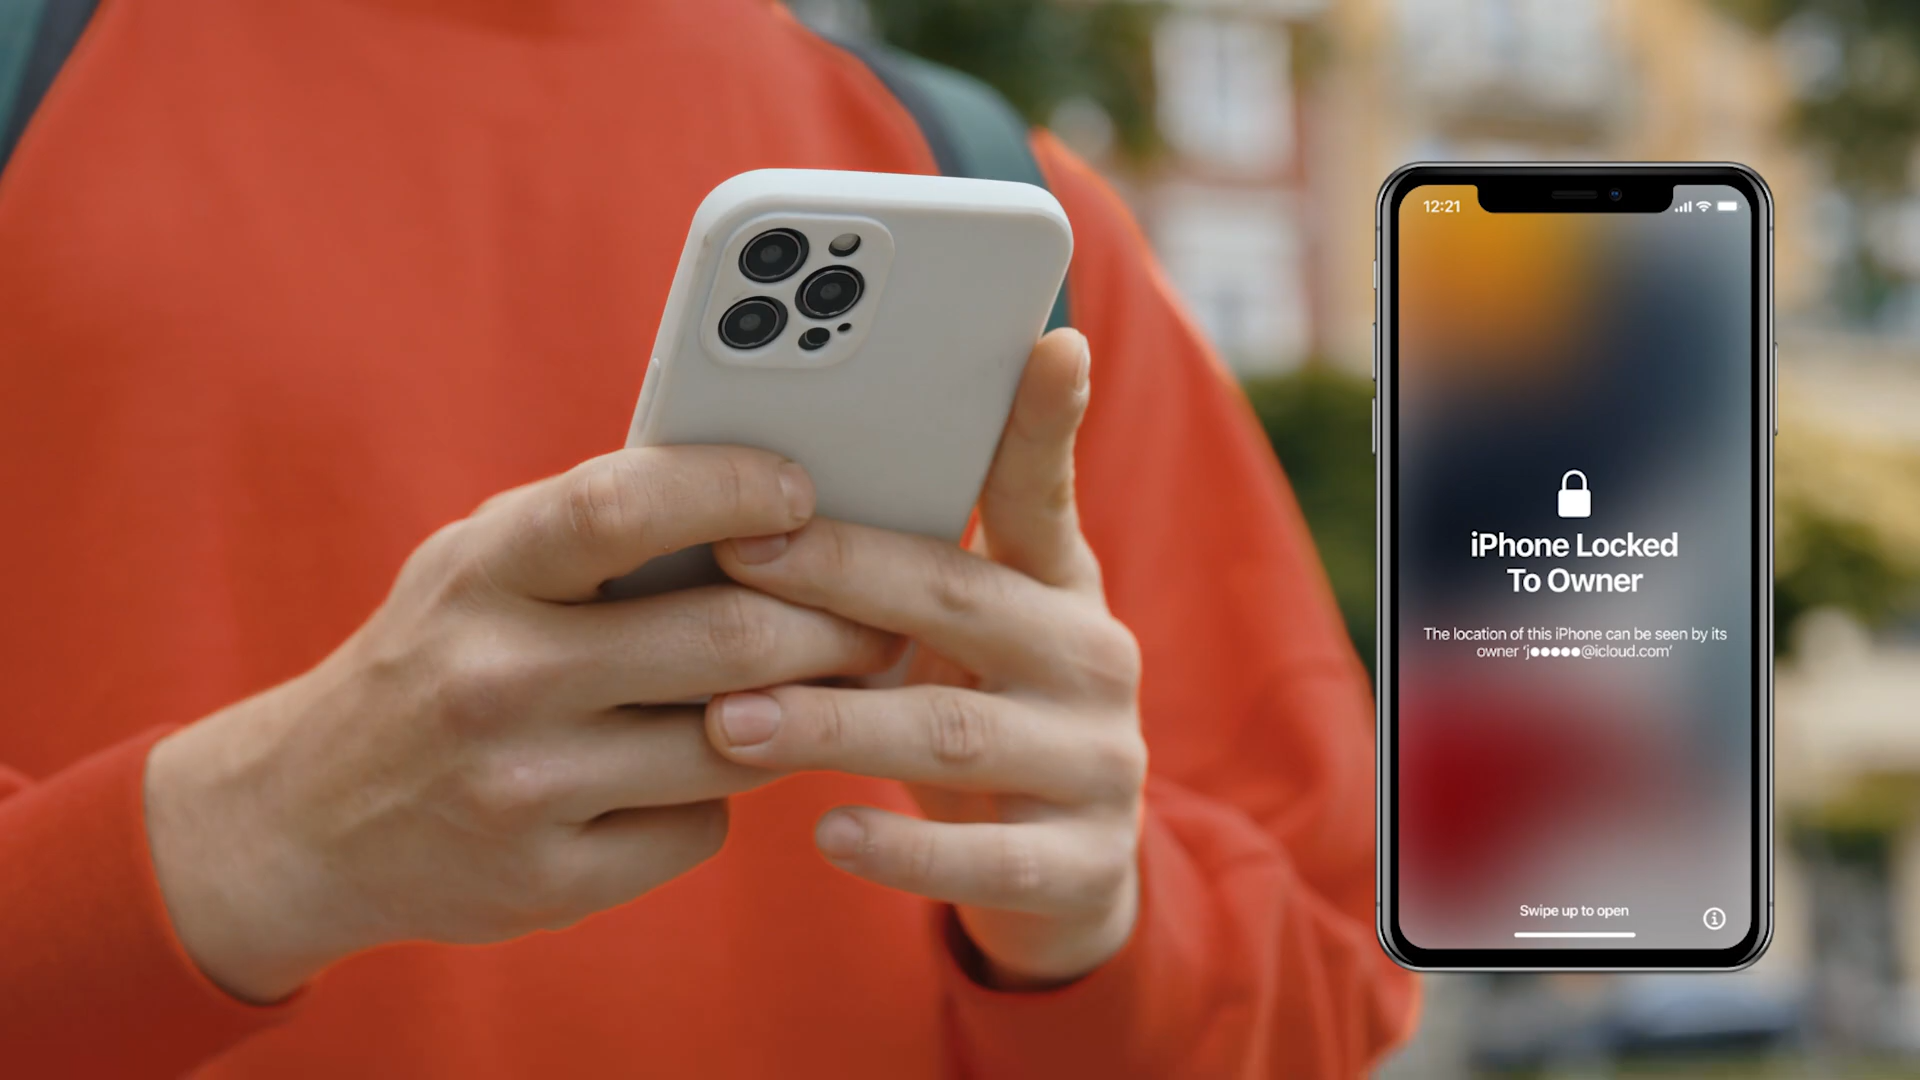 12:21
iPhone Locked
To Owner
The location of this iPhone can be seen by its
owner ‘j●●●●●@icloud.com’
Swipe up to open